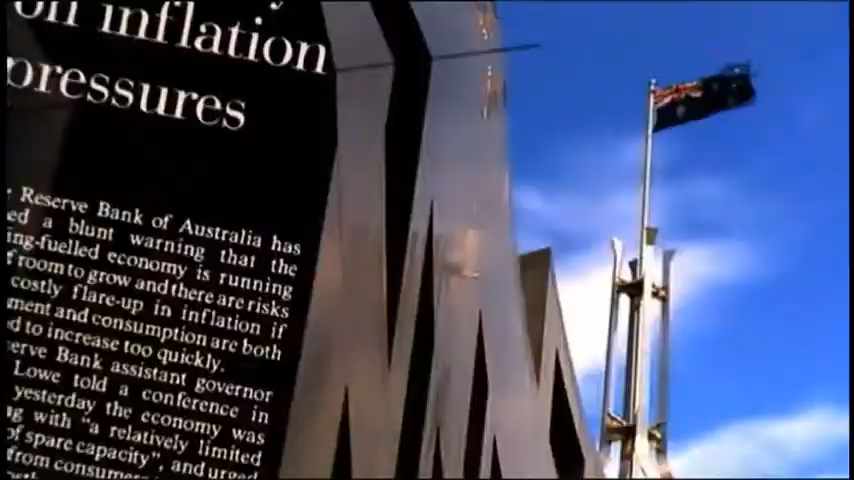 on inflation
pressures
Reserve Bank of Australia has
a blunt warning that the
-fuelled economy is running
room to grow and there are risks
costly flare-up in inflation if
and consumption are both
to increase too quickly.
Bank assistant governor
Lowe told a conference in
yesterday the economy was
with "a relatively limited
of spare capacity", and urged
from consumers